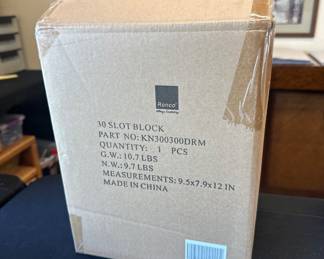 Ronco
30 SLOT BLOCK
PART NO: KN300300DRM
QUANTITY: 1 PCS
G.W.: 10.7 LBS
N.W.: 9.7 LBS
MEASUREMENTS: 9.5x7.9x12 IN
MADE IN CHINA